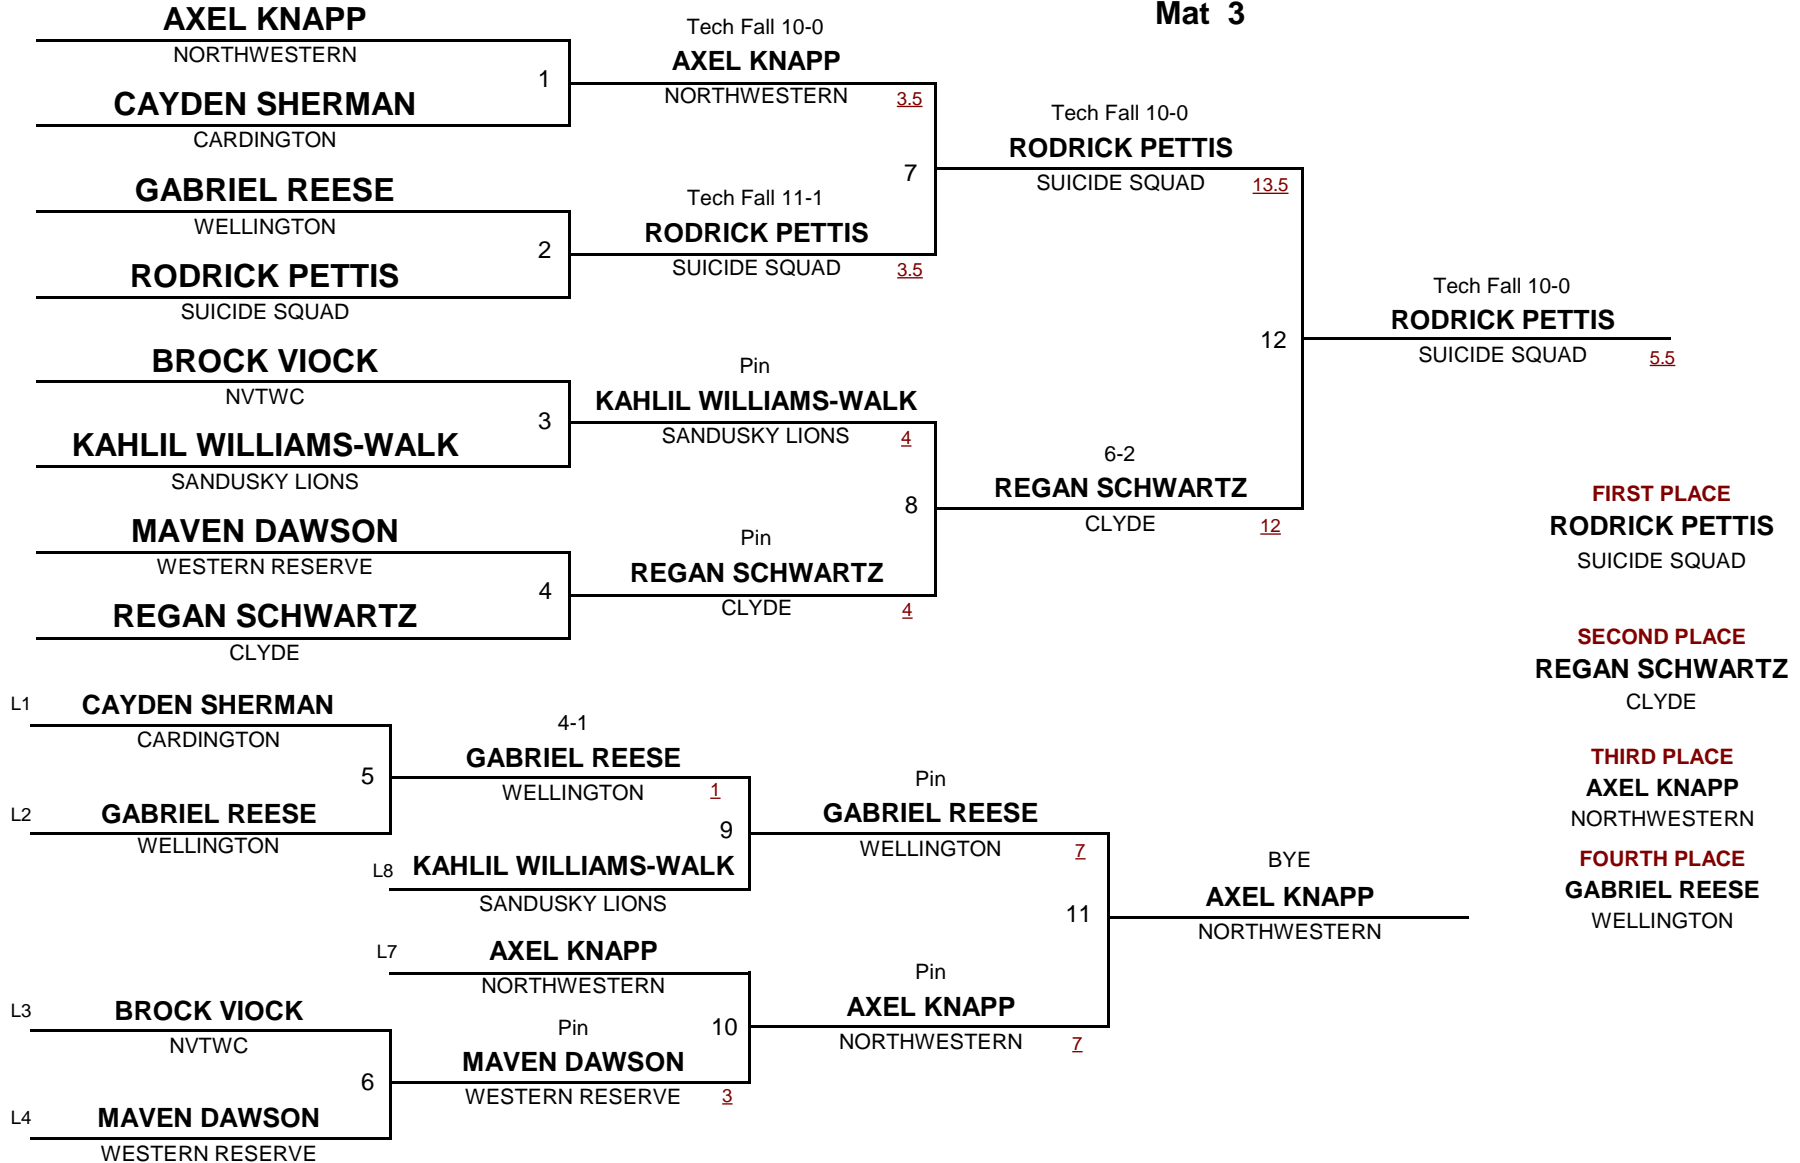 Mat 3
AXEL KNAPP
NORTHWESTERN
1
CAYDEN SHERMAN
CARDINGTON
GABRIEL REESE
WELLINGTON
2
RODRICK PETTIS
SUICIDE SQUAD
BROCK VIOCK
NVTWC
3
KAHLIL WILLIAMS-WALK
SANDUSKY LIONS
MAVEN DAWSON
WESTERN RESERVE
4
REGAN SCHWARTZ
CLYDE
Tech Fall 10-0
AXEL KNAPP
NORTHWESTERN 3.5
7
Tech Fall 11-1
RODRICK PETTIS
SUICIDE SQUAD 3.5
Pin
KAHLIL WILLIAMS-WALK
SANDUSKY LIONS 4
8
Pin
REGAN SCHWARTZ
CLYDE 4
Tech Fall 10-0
RODRICK PETTIS
SUICIDE SQUAD 13.5
12
6-2
REGAN SCHWARTZ
CLYDE 12
Tech Fall 10-0
RODRICK PETTIS
SUICIDE SQUAD 5.5
FIRST PLACE
RODRICK PETTIS
SUICIDE SQUAD
SECOND PLACE
REGAN SCHWARTZ
CLYDE
THIRD PLACE
AXEL KNAPP
NORTHWESTERN
FOURTH PLACE
GABRIEL REESE
WELLINGTON
L1 CAYDEN SHERMAN
CARDINGTON
5
L2 GABRIEL REESE
WELLINGTON
L3 BROCK VIOCK
NVTWC
6
L4 MAVEN DAWSON
WESTERN RESERVE
4-1
GABRIEL REESE
WELLINGTON 1
9
L8 KAHLIL WILLIAMS-WALK
SANDUSKY LIONS
L7 AXEL KNAPP
NORTHWESTERN
10
Pin
MAVEN DAWSON
WESTERN RESERVE 3
Pin
GABRIEL REESE
WELLINGTON 7
11
Pin
AXEL KNAPP
NORTHWESTERN 7
BYE
AXEL KNAPP
NORTHWESTERN